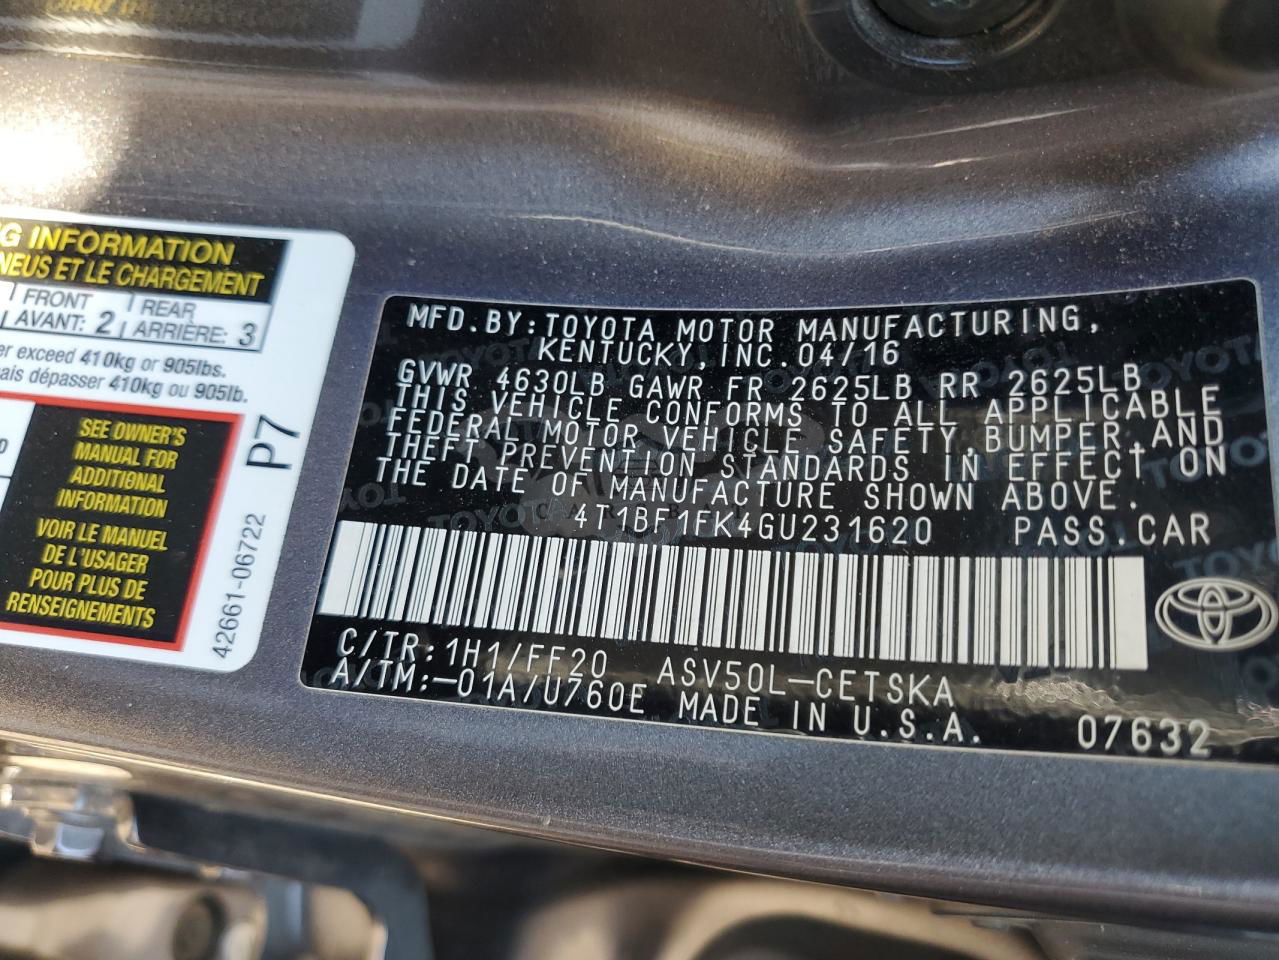 G INFORMATION
NEUS ET LE CHARGEMENT
FRONT REAR
AVANT: 2 ARRIÈRE: 3
er exceed 410kg or 905lbs.
ais dépasser 410kg ou 905lb.
SEE OWNER'S
MANUAL FOR
ADDITIONAL
INFORMATION
VOIR LE MANUEL
DE L'USAGER
POUR PLUS DE
RENSEIGNEMENTS
P7
42661-06722
MFD.BY:TOYOTA MOTOR MANUFACTURING,
KENTUCKY,INC.04/16
GVWR 4630LB GAWR FR 2625LB RR 2625LB
THIS VEHICLE CONFORMS TO ALL APPLICABLE
FEDERAL MOTOR VEHICLE SAFETY,BUMPER,AND
THEFT PREVENTION STANDARDS IN EFFECT ON
THE DATE OF MANUFACTURE SHOWN ABOVE.
4T1BF1FK4GU231620 PASS.CAR
C/TR:1H1/FF20 ASV50L-CETSKA
A/TM:-01A/U760E MADE IN U.S.A. 07632